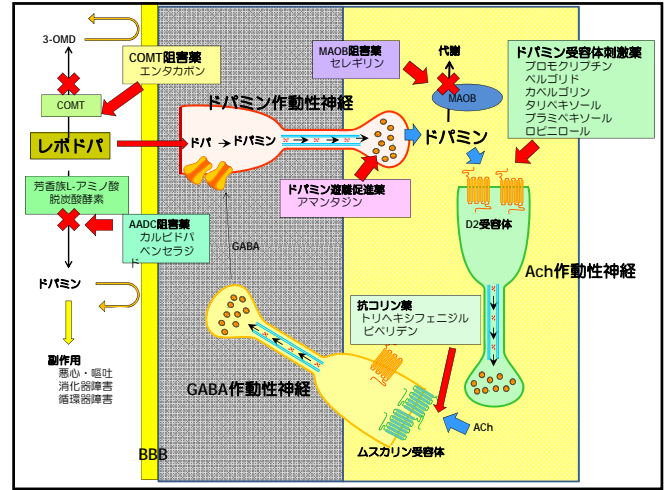 3-OMD
COMT阻害薬
エンタカポン
COMT
レボドパ
芳香族L-アミノ酸
脱炭酸酵素
AADC阻害薬
カルビドパ
ベンセラジ
ド
ドパミン
副作用
悪心・嘔吐
消化器障害
循環器障害
BBB
ドパミン作動性神経
ドパ
ドパミン
GABA
MAOB阻害薬
セレギリン
代謝
MAOB
ドパミン
ドパミン遊離促進薬
アマンタジン
ドパミン受容体刺激薬
ブロモクリプチン
ペルゴリド
カベルゴリン
タリペキソール
プラミペキソール
ロピニロール
D2受容体
Ach作動性神経
抗コリン薬
トリヘキシフェニジル
ビペリデン
GABA作動性神経
ACh
ムスカリン受容体